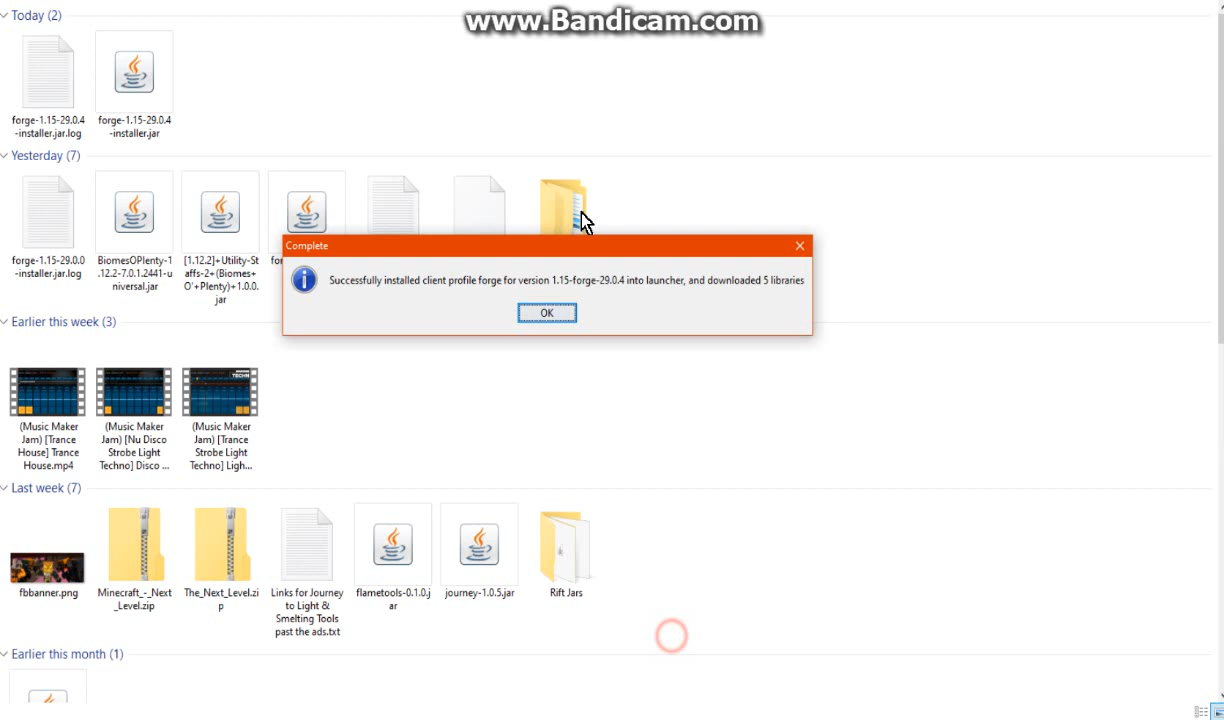 www.Bandicam.com
Today (2)
forge-1.15-29.0.4
-installer.jar.log
forge-1.15-29.0.4
-installer.jar
Yesterday (7)
forge-1.15-29.0.0
-installer.jar.log
BiomesOPlenty-1
.12.2-7.0.1.2441-u
niversal.jar
[1.12.2]+Utility-St
affs-2+(Biomes+
O'+Plenty)+1.0.0.
jar
Complete
Successfully installed client profile forge for version 1.15-forge-29.0.4 into launcher, and downloaded 5 libraries
OK
Earlier this week (3)
(Music Maker
Jam) [Trance
House] Trance
House.mp4
(Music Maker
Jam) [Nu Disco
Strobe Light
Techno] Disco ...
TECHN
(Music Maker
Jam) [Trance
Strobe Light
Techno] Ligh...
Last week (7)
fbbanner.png
Minecraft_-_Next
_Level.zip
The_Next_Level.zi
p
Links for Journey
to Light &
Smelting Tools
past the ads.txt
flametools-0.1.0.j
ar
journey-1.0.5.jar
Rift Jars
Earlier this month (1)